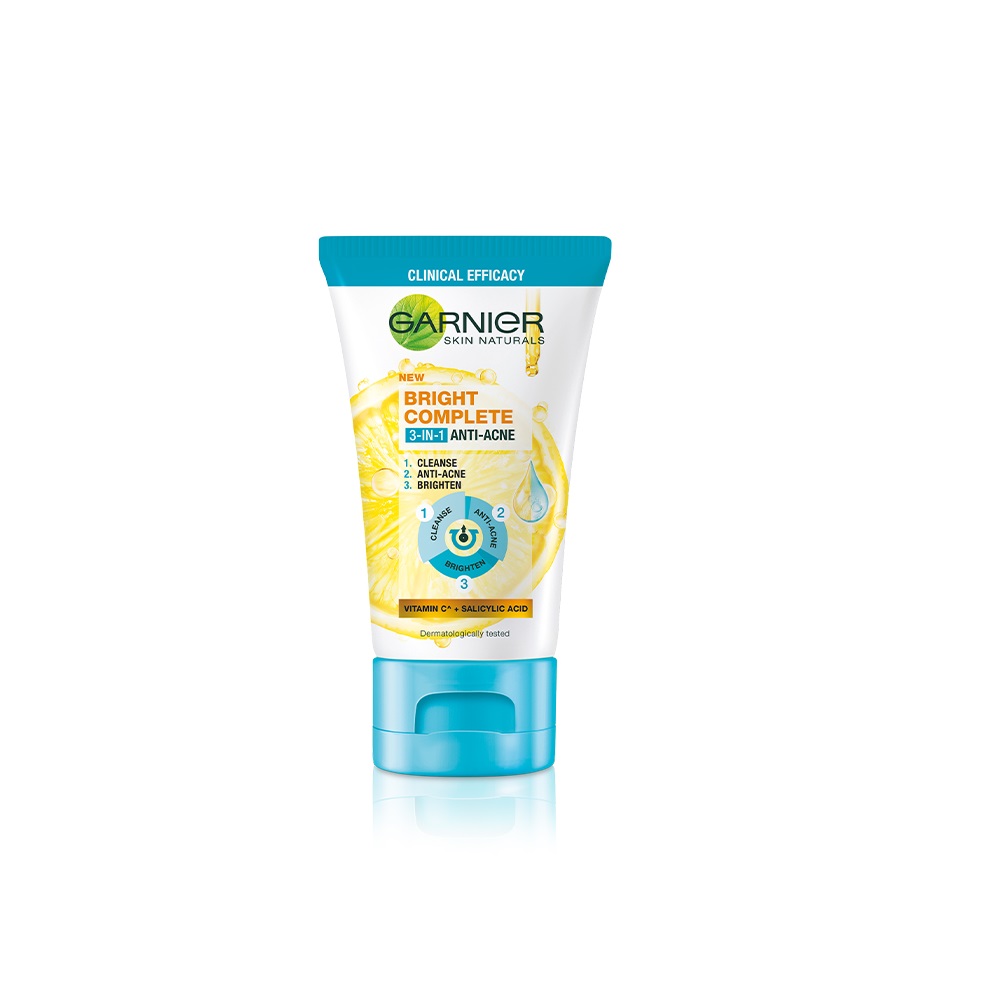 CLINICAL EFFICACY
GARNIER
SKIN NATURALS
NEW
BRIGHT
COMPLETE
3-IN-1 ANTI-ACNE
1. CLEANSE
2. ANTI-ACNE
3. BRIGHTEN
1 CLEANSE
2 ANTI-ACNE
BRIGHTEN
3
VITAMIN C^ + SALICYLIC ACID
Dermatologically tested